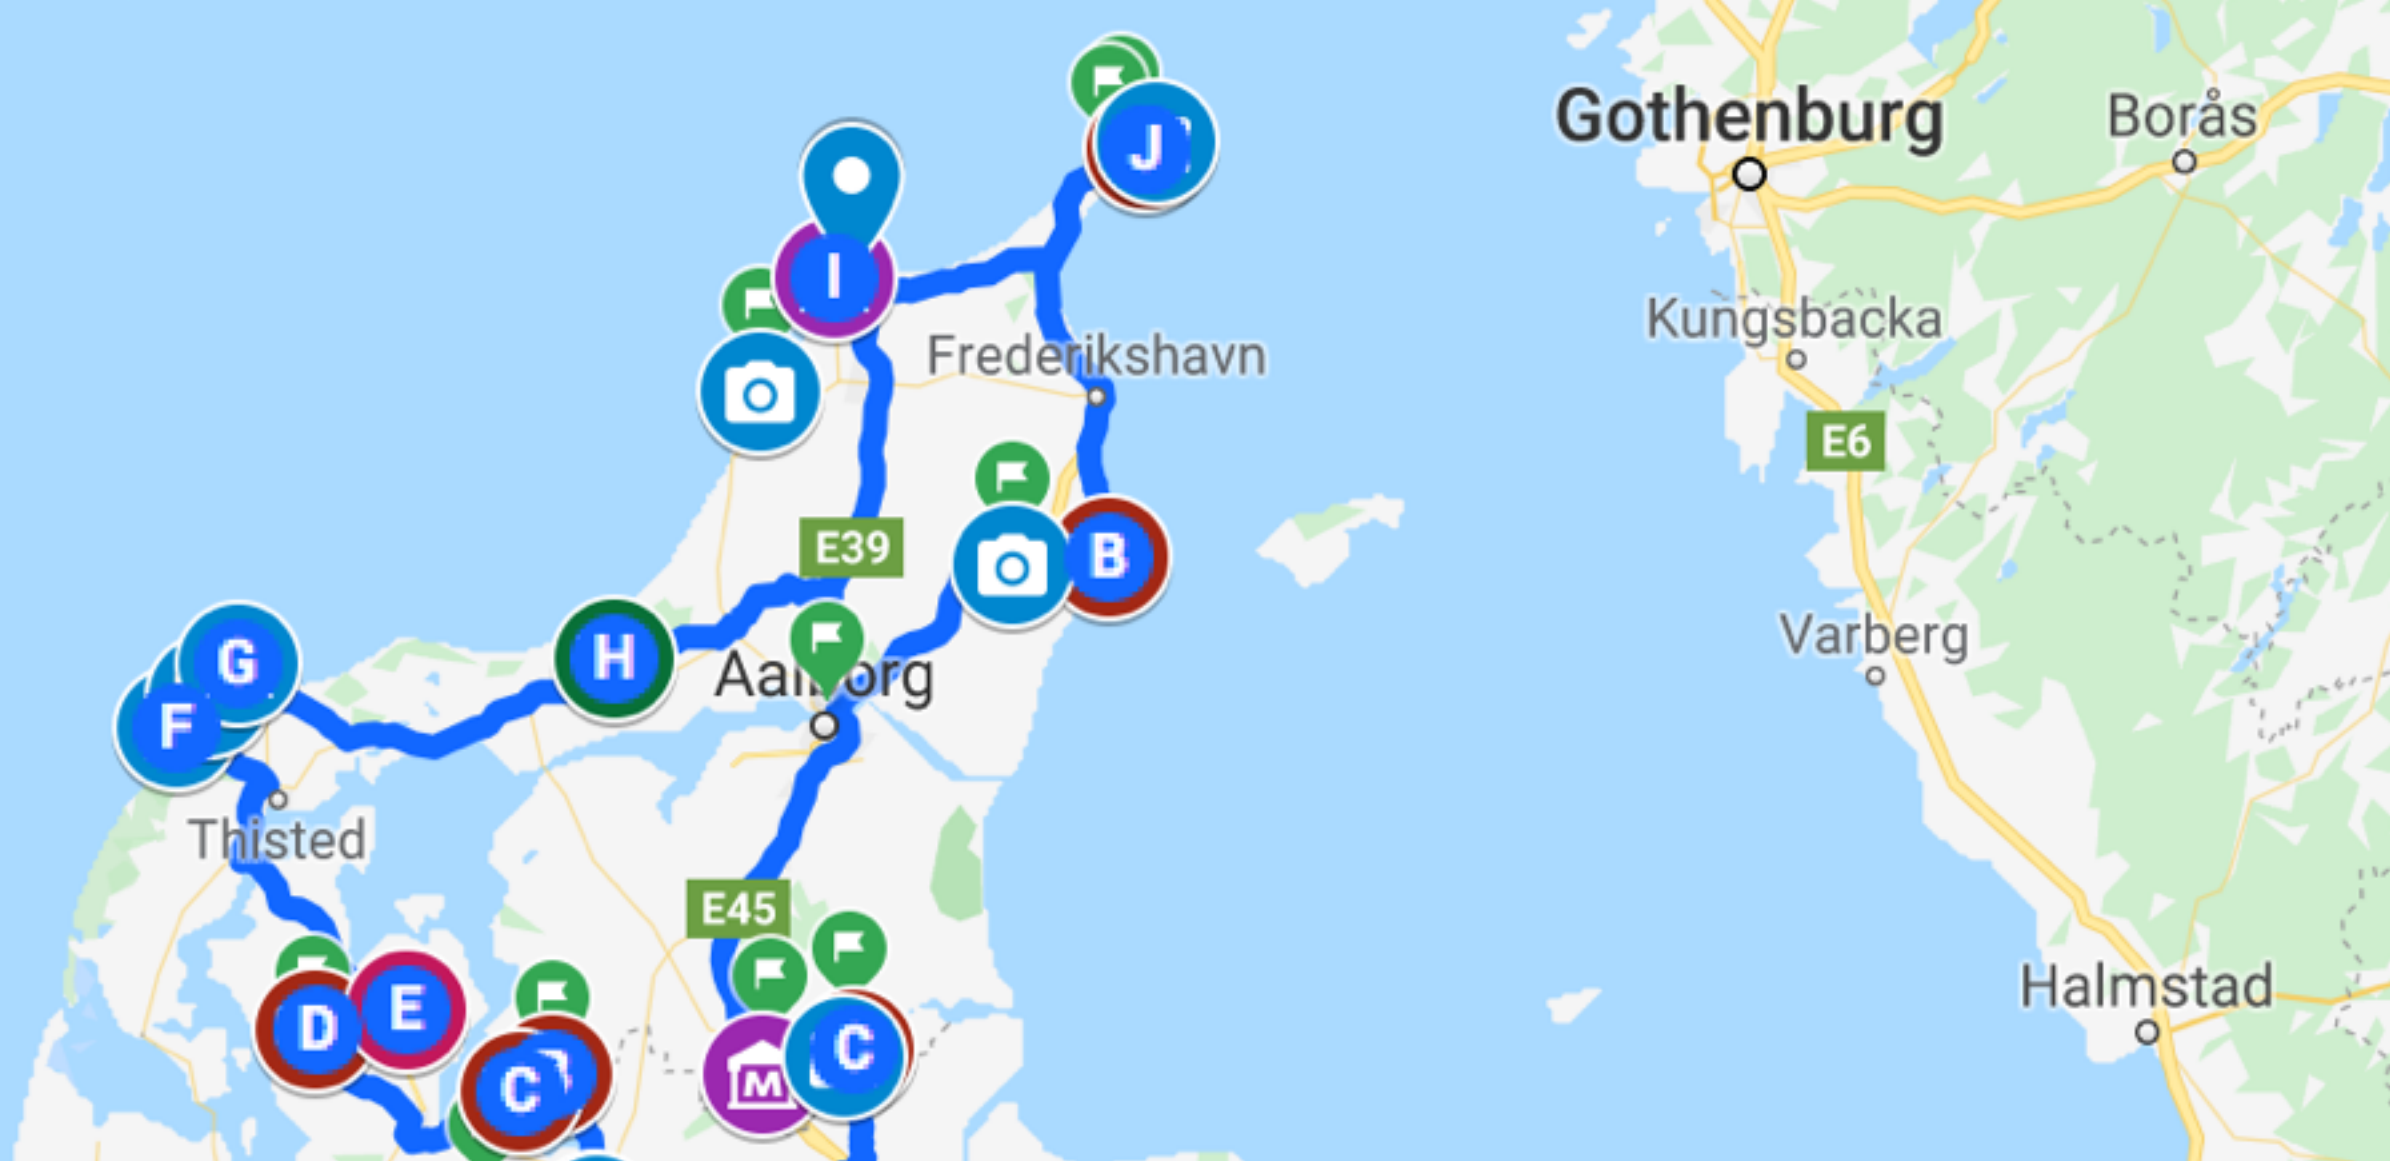 J
Gothenburg
Borås
I
Kungsbacka
Frederikshavn
E6
E39
B
G
H
F
Aalborg
Varberg
Thisted
E45
D
E
C
M
C
Halmstad